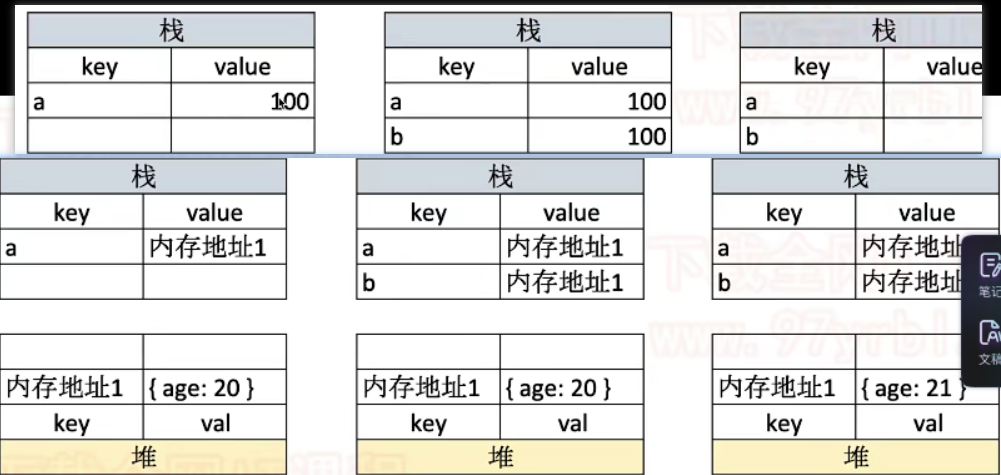 栈 栈 栈
key value key value key value
a 100 a 100 a
b 100 b
栈 栈 栈
key value key value key value
a 内存地址1 a 内存地址1 a 内存地址
b 内存地址1 b 内存地址
笔记
文稿
内存地址1 { age: 20 } 内存地址1 { age: 20 } 内存地址1 { age: 21 }
key val key val key val
堆 堆 堆